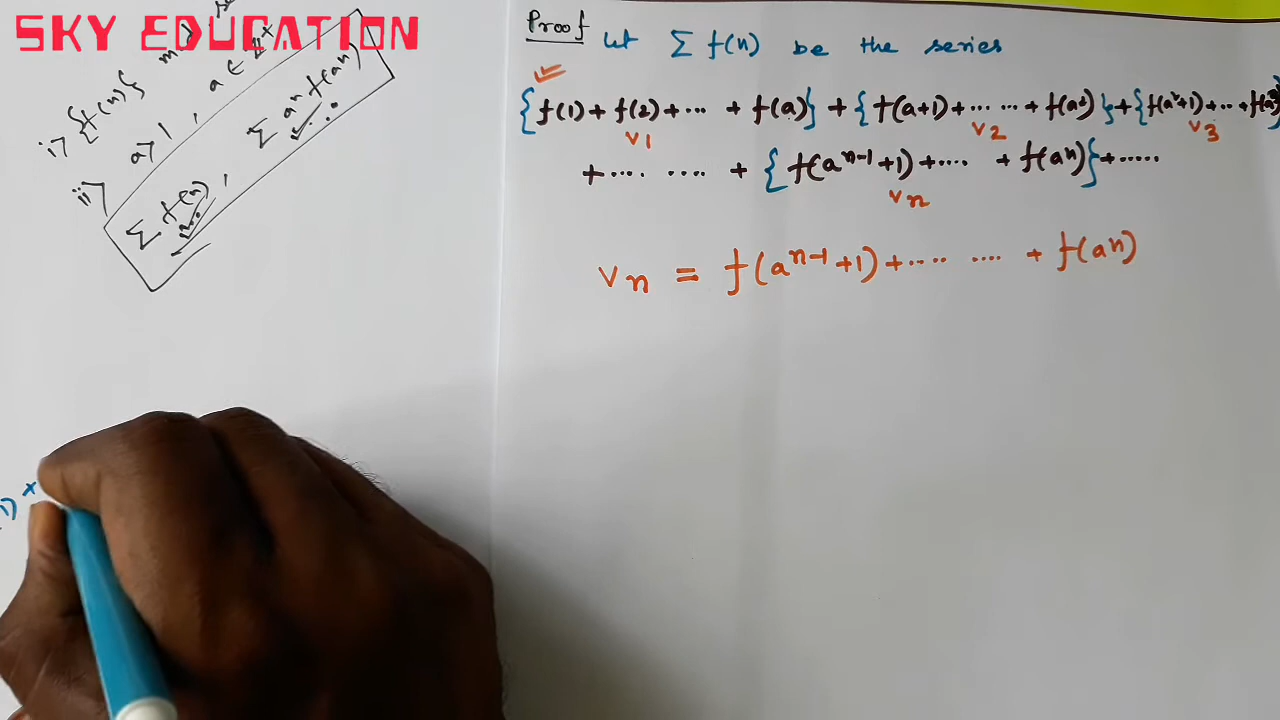 SKY EDUCATION
i> {f(n)} m
ii> a>1, a ∈ Z⁺
Σ f(n), Σ aⁿ f(aⁿ)
Proof Let Σ f(n) be the series
{f(1) + f(2) + ... + f(a)} + {f(a+1) + ... ... + f(a²)} + {f(a²+1) + ... + f(a³)}
v1 v2 v3
+ .... .... + {f(aⁿ⁻¹+1) + .... + f(aⁿ)} + .....
vn
vn = f(aⁿ⁻¹+1) + .... .... + f(aⁿ)